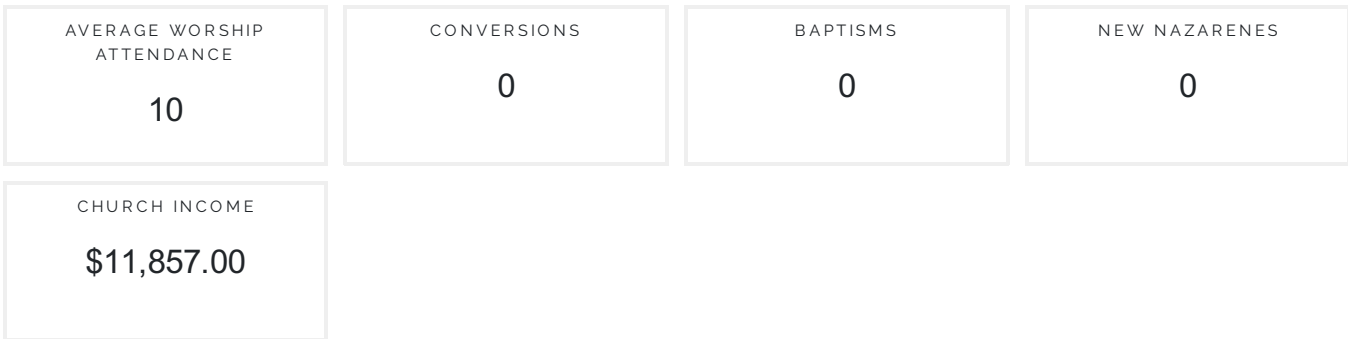 AVERAGE WORSHIP
ATTENDANCE
10
CONVERSIONS
0
BAPTISMS
0
NEW NAZARENES
0
CHURCH INCOME
$11,857.00